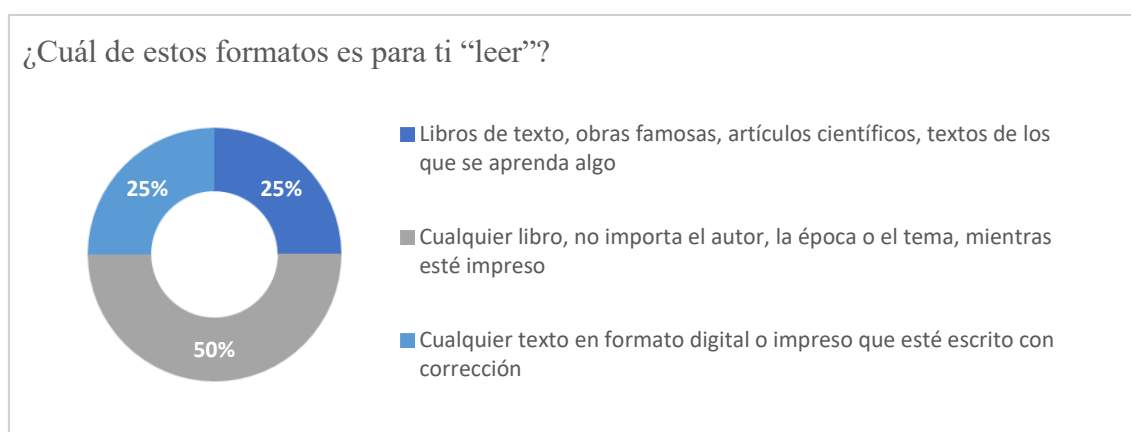 ¿Cuál de estos formatos es para ti “leer”?
Libros de texto, obras famosas, artículos científicos, textos de los
que se aprenda algo
25%
25%
Cualquier libro, no importa el autor, la época o el tema, mientras
esté impreso
50%
Cualquier texto en formato digital o impreso que esté escrito con
corrección